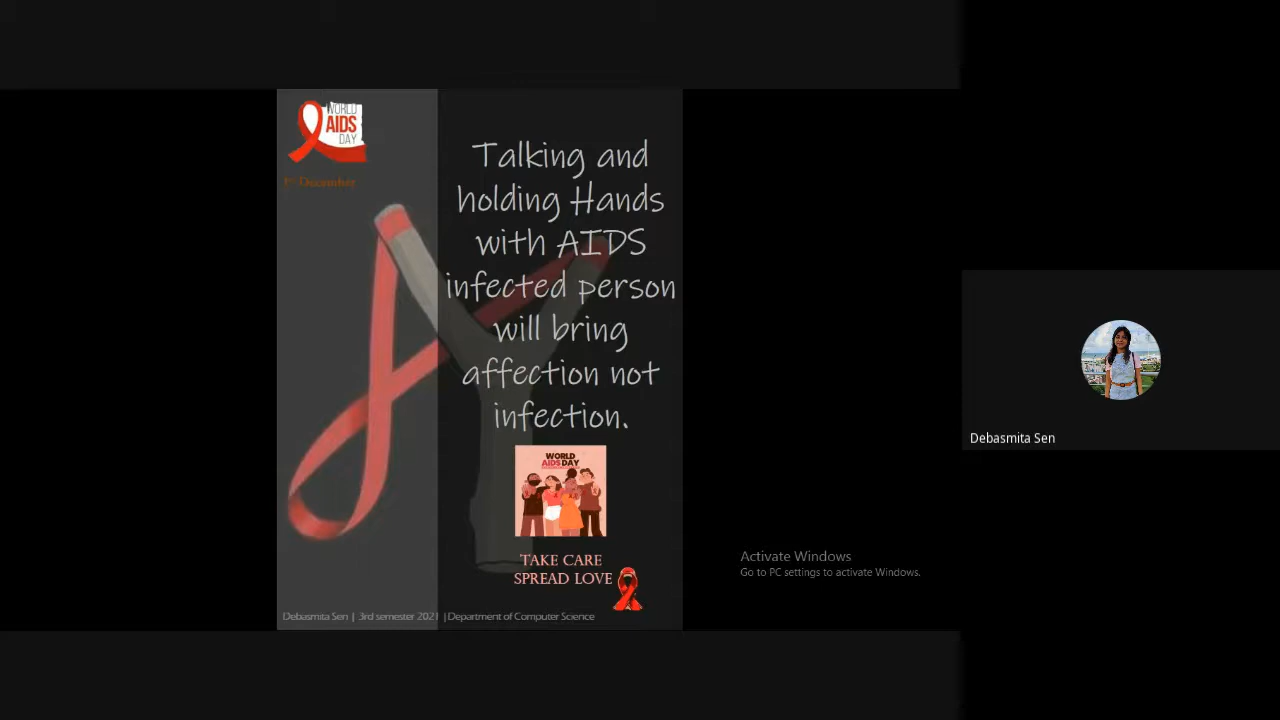 WORLD
AIDS
DAY
1st December
Talking and
holding Hands
with AIDS
infected person
will bring
affection not
infection.
WORLD
AIDS DAY
TAKE CARE
SPREAD LOVE
Debasmita Sen | 3rd semester 2021 | Department of Computer Science
Debasmita Sen
Activate Windows
Go to PC settings to activate Windows.